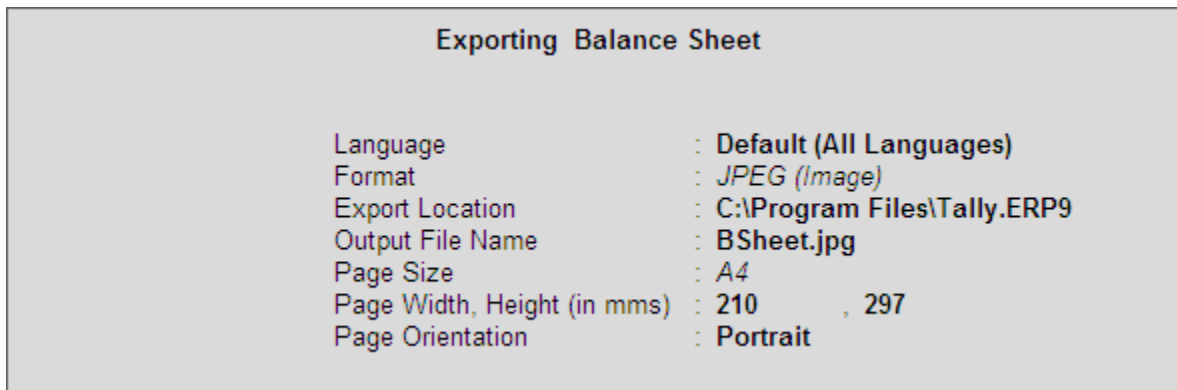 Exporting Balance Sheet
Language : Default (All Languages)
Format : JPEG (Image)
Export Location : C:\Program Files\Tally.ERP9
Output File Name : BSheet.jpg
Page Size : A4
Page Width, Height (in mms) : 210 , 297
Page Orientation : Portrait